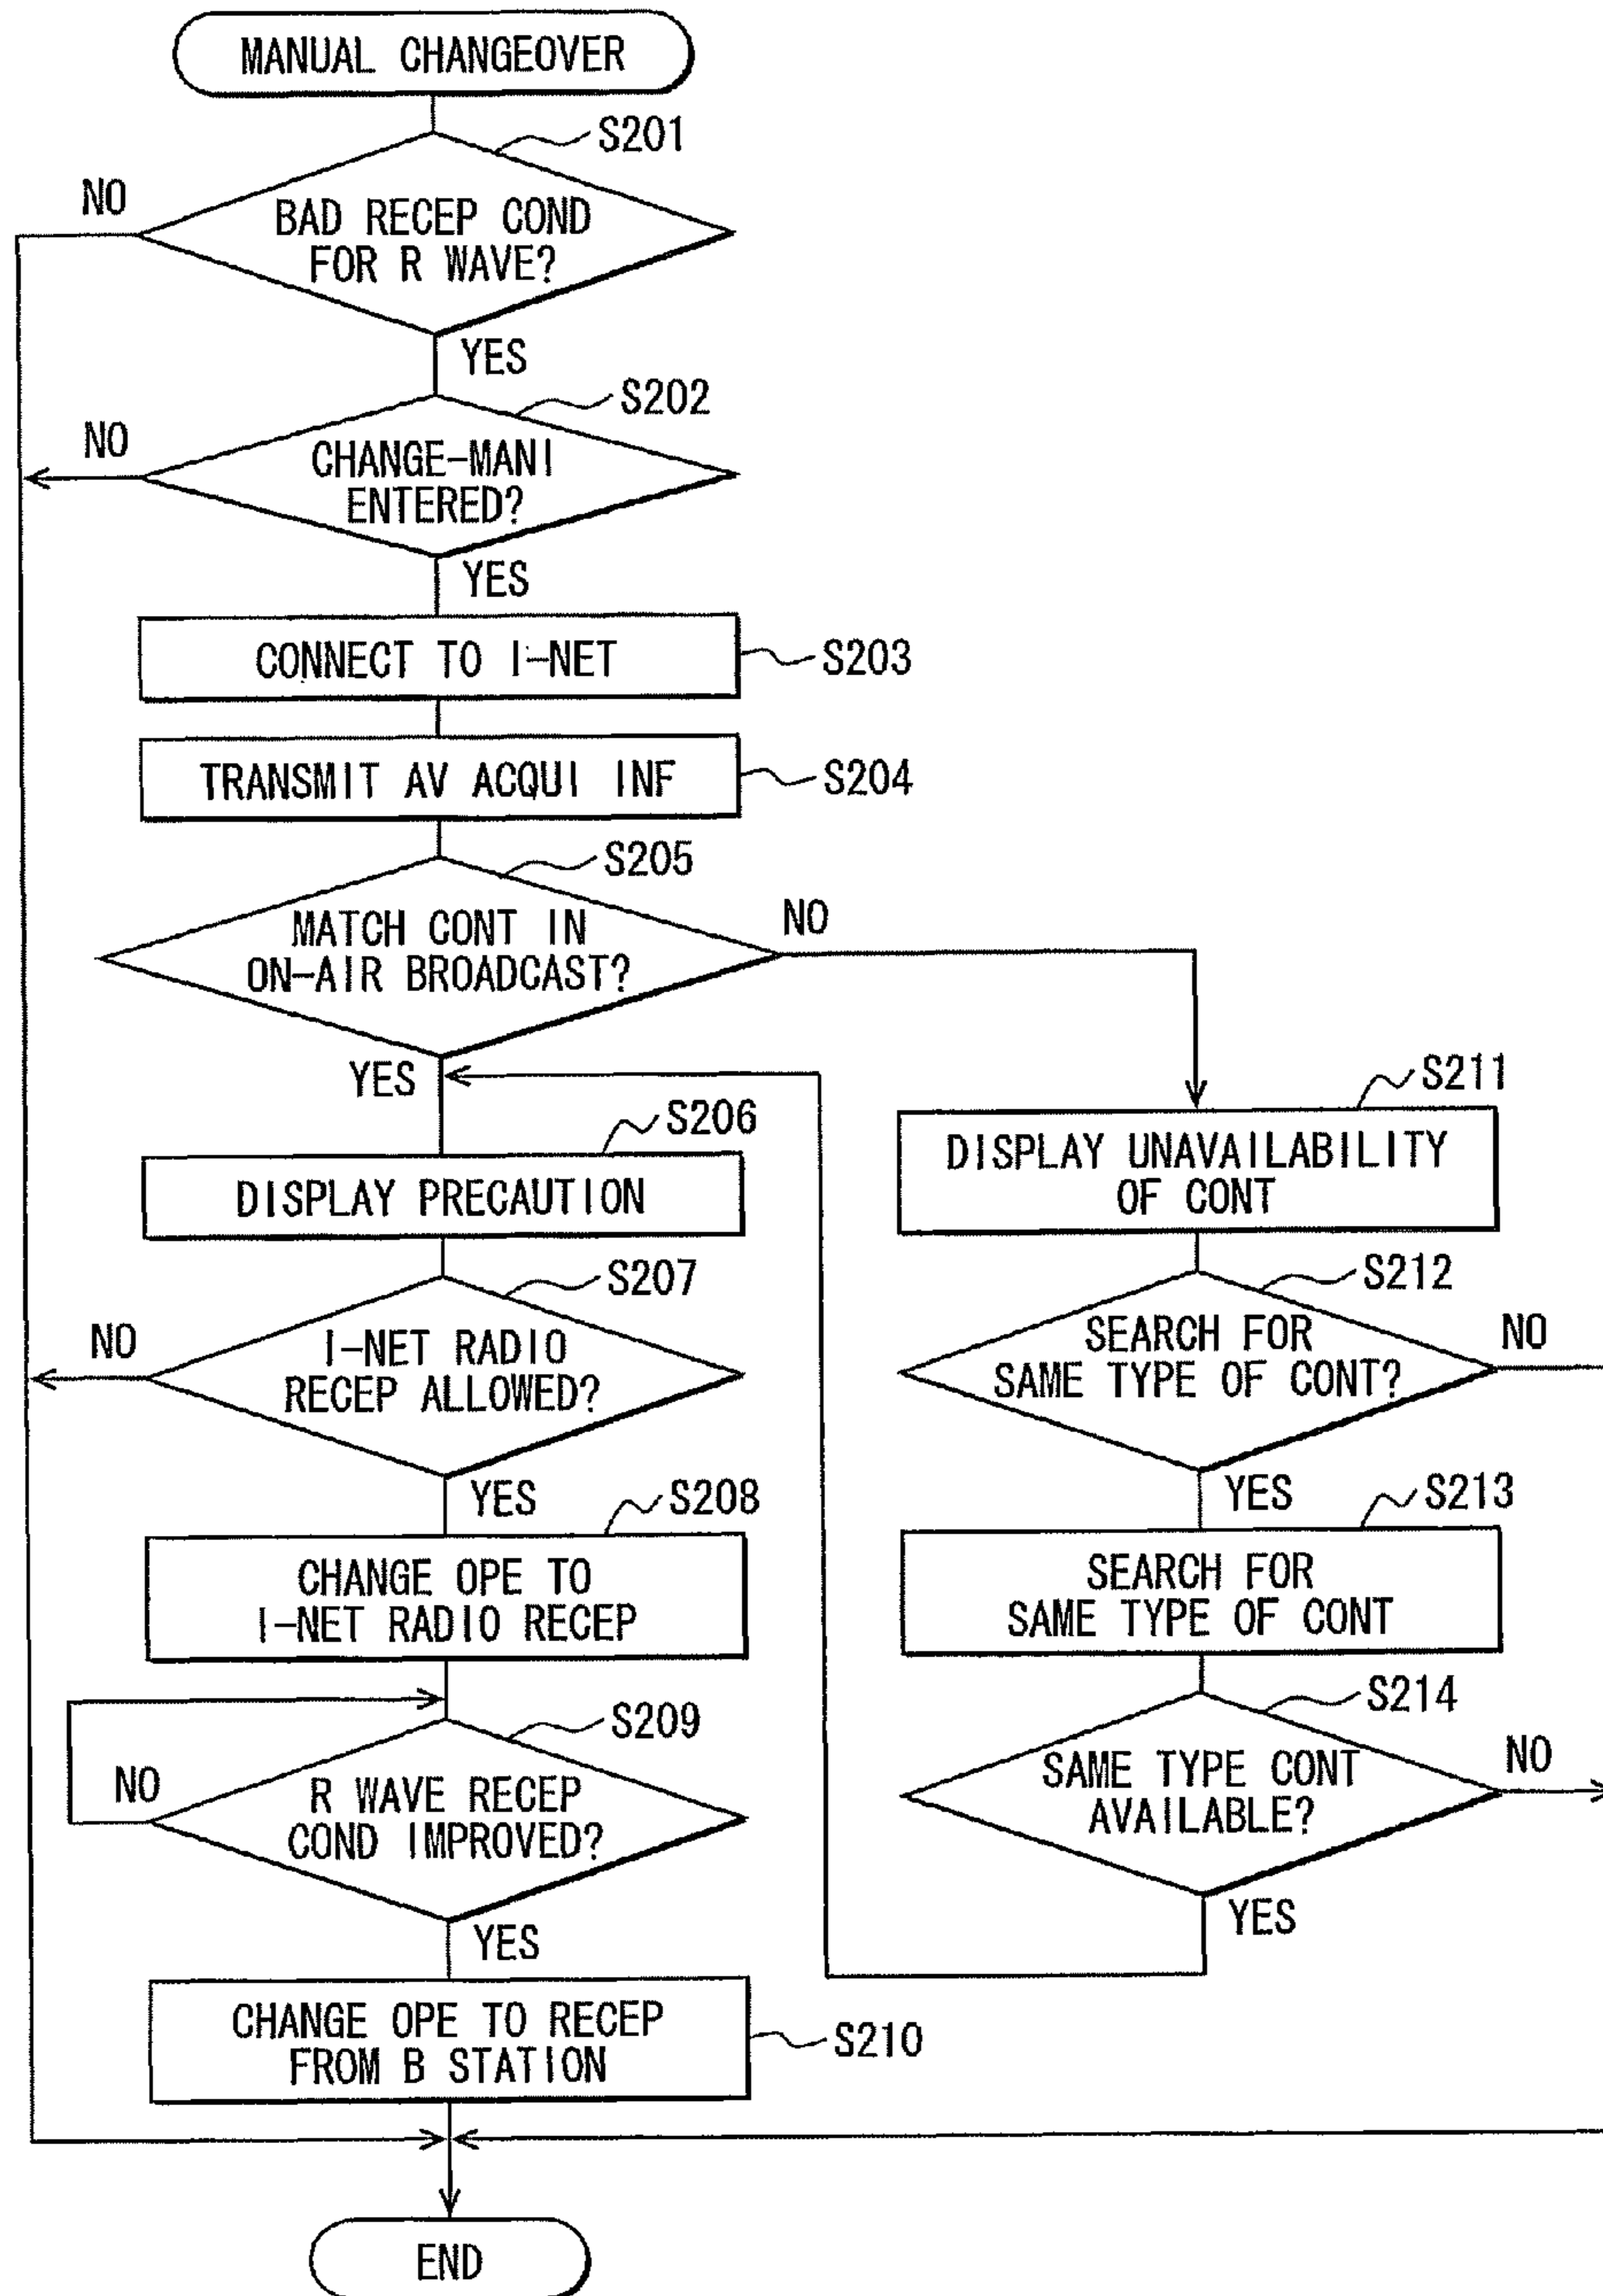 MANUAL CHANGEOVER
S201
NO
BAD RECEP COND
FOR R WAVE?
YES
S202
NO
CHANGE-MANI
ENTERED?
YES
CONNECT TO I-NET
S203
TRANSMIT AV ACQUI INF
S204
S205
MATCH CONT IN
ON-AIR BROADCAST?
NO
YES
S206
DISPLAY PRECAUTION
S207
NO
I-NET RADIO
RECEP ALLOWED?
YES
S208
CHANGE OPE TO
I-NET RADIO RECEP
S209
NO
R WAVE RECEP
COND IMPROVED?
YES
CHANGE OPE TO RECEP
FROM B STATION
S210
S211
DISPLAY UNAVAILABILITY
OF CONT
S212
SEARCH FOR
SAME TYPE OF CONT?
NO
YES
S213
SEARCH FOR
SAME TYPE OF CONT
S214
SAME TYPE CONT
AVAILABLE?
NO
YES
END